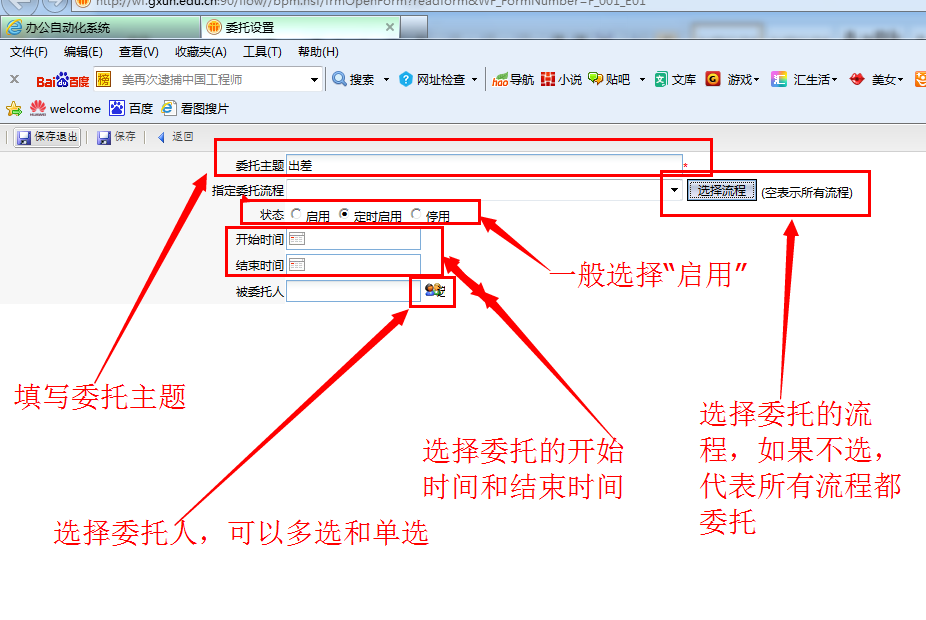 http://wf.gxun.edu.cn:90/flow//bpm.nsf/frmOpenForm?readform&WF_FormNumber=F_001_E01
办公自动化系统
委托设置
文件(F) 编辑(E) 查看(V) 收藏夹(A) 工具(T) 帮助(H)
Bai百度 榜 美再次逮捕中国工程师 搜索 网址检查 hao导航 小说 贴吧 文库 游戏 汇生活 美女
welcome 百度 看图搜片
保存退出 保存 返回
委托主题 出差 *
指定委托流程 选择流程 (空表示所有流程)
状态 启用 定时启用 停用
开始时间
结束时间
被委托人
一般选择“启用”
填写委托主题
选择委托的开始
时间和结束时间
选择委托的流
程，如果不选，
代表所有流程都
委托
选择委托人，可以多选和单选